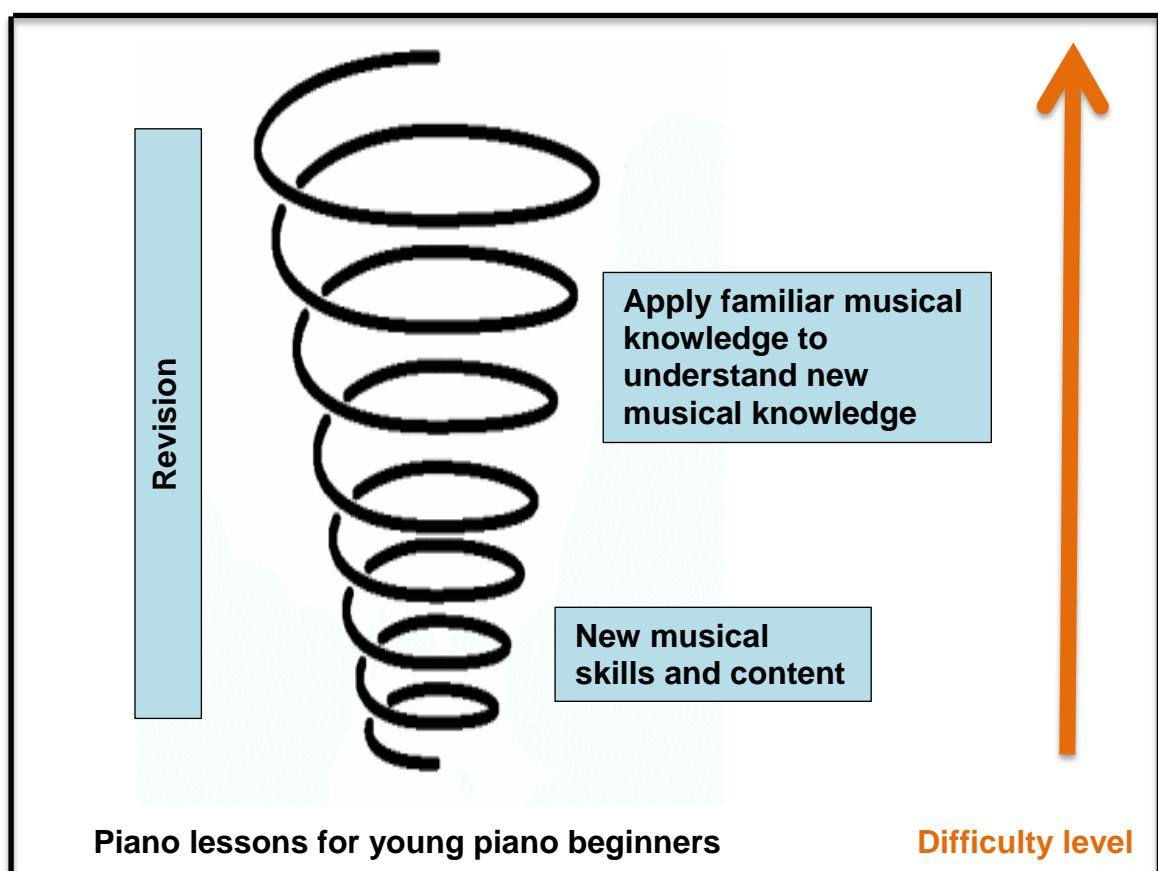 Revision
Apply familiar musical
knowledge to
understand new
musical knowledge
New musical
skills and content
Piano lessons for young piano beginners
Difficulty level